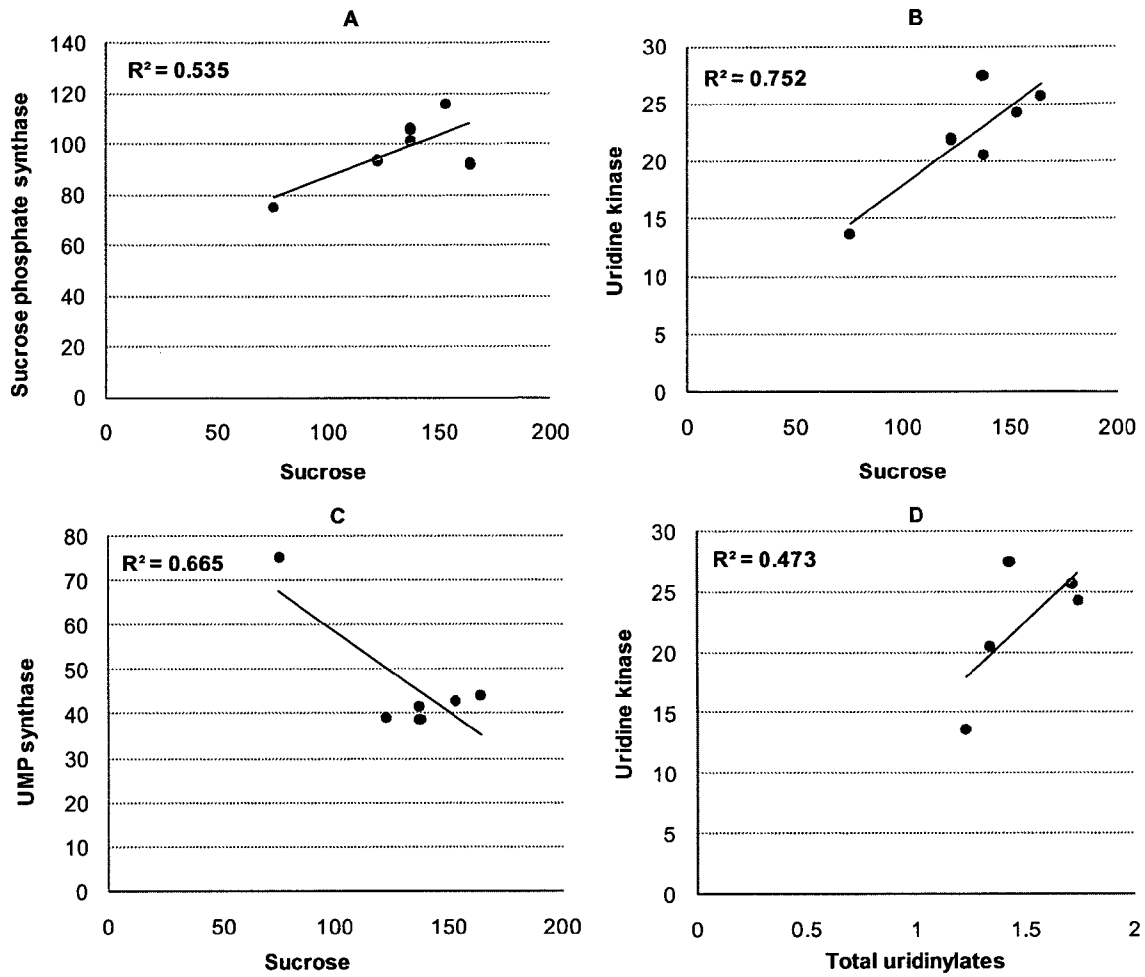 A
R² = 0.535
Sucrose phosphate synthase
140
120
100
80
60
40
20
0
0 50 100 150 200
Sucrose
B
R² = 0.752
Uridine kinase
30
25
20
15
10
5
0
0 50 100 150 200
Sucrose
C
R² = 0.665
UMP synthase
80
70
60
50
40
30
20
10
0
0 50 100 150 200
Sucrose
D
R² = 0.473
Uridine kinase
30
25
20
15
10
5
0
0 0.5 1 1.5 2
Total uridinylates